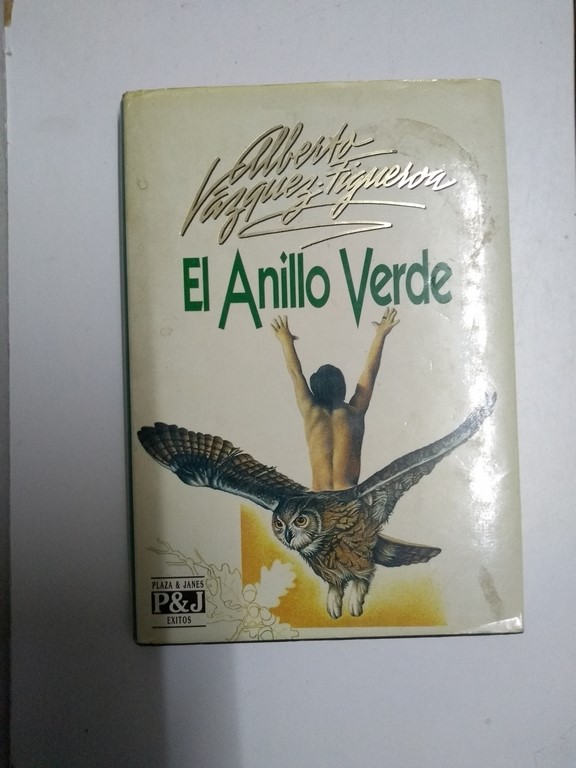 Alberto
Vázquez-Figueroa
El Anillo Verde
PLAZA & JANES
P&J
EXITOS